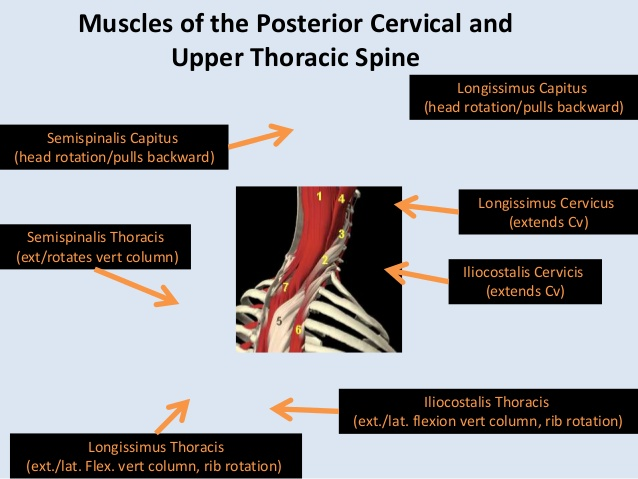 Muscles of the Posterior Cervical and
Upper Thoracic Spine
Longissimus Capitus
(head rotation/pulls backward)
Semispinalis Capitus
(head rotation/pulls backward)
Longissimus Cervicus
(extends Cv)
Semispinalis Thoracis
(ext/rotates vert column)
Iliocostalis Cervicis
(extends Cv)
1
4
3
2
7
5
6
Iliocostalis Thoracis
(ext./lat. flexion vert column, rib rotation)
Longissimus Thoracis
(ext./lat. Flex. vert column, rib rotation)